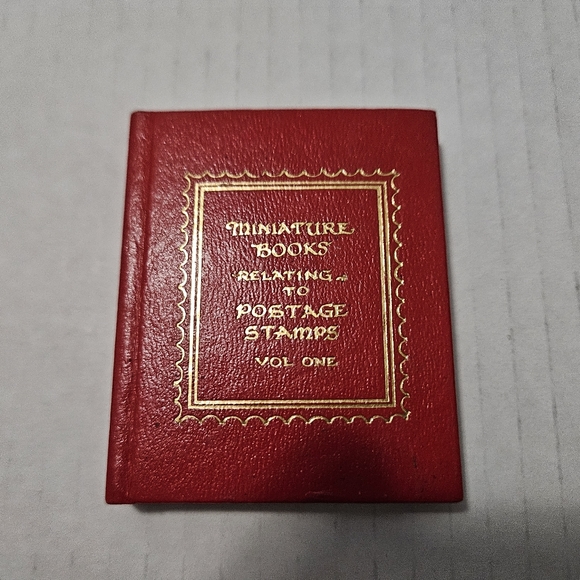 MINIATURE
BOOKS
RELATING
TO
POSTAGE
STAMPS
VOL ONE